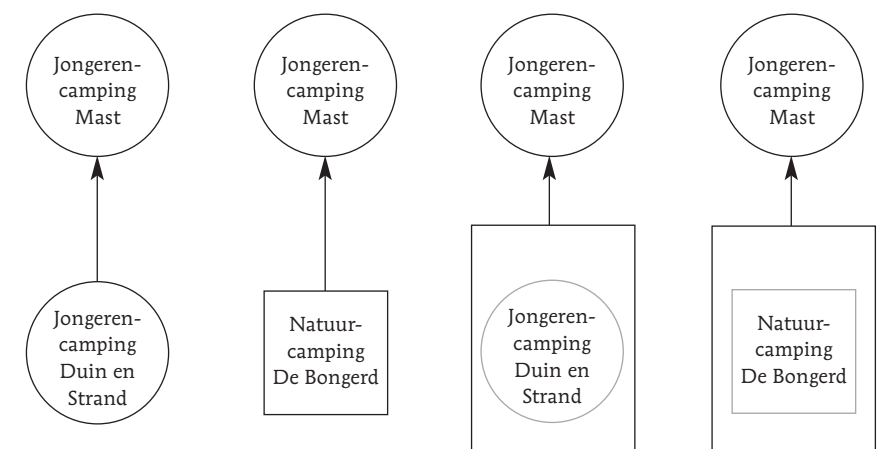 Jongeren-
camping
Mast
Jongeren-
camping
Mast
Jongeren-
camping
Mast
Jongeren-
camping
Mast
Jongeren-
camping
Duin en
Strand
Natuur-
camping
De Bongerd
Jongeren-
camping
Duin en
Strand
Natuur-
camping
De Bongerd